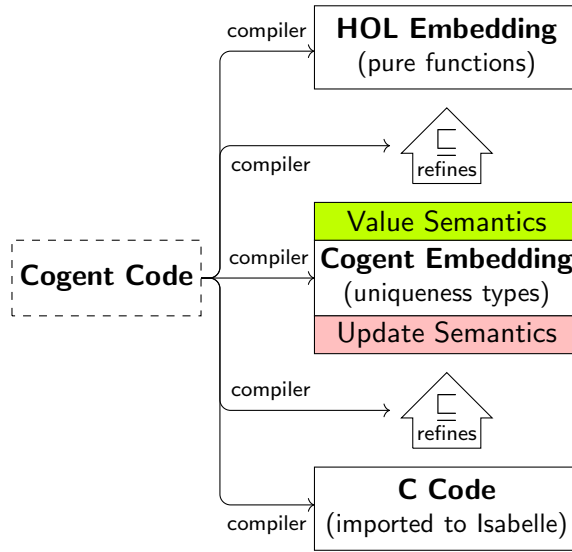 compiler
HOL Embedding
(pure functions)
⊑
refines
compiler
Value Semantics
compiler
Cogent Embedding
Cogent Code
(uniqueness types)
Update Semantics
compiler
⊑
refines
C Code
compiler
(imported to Isabelle)